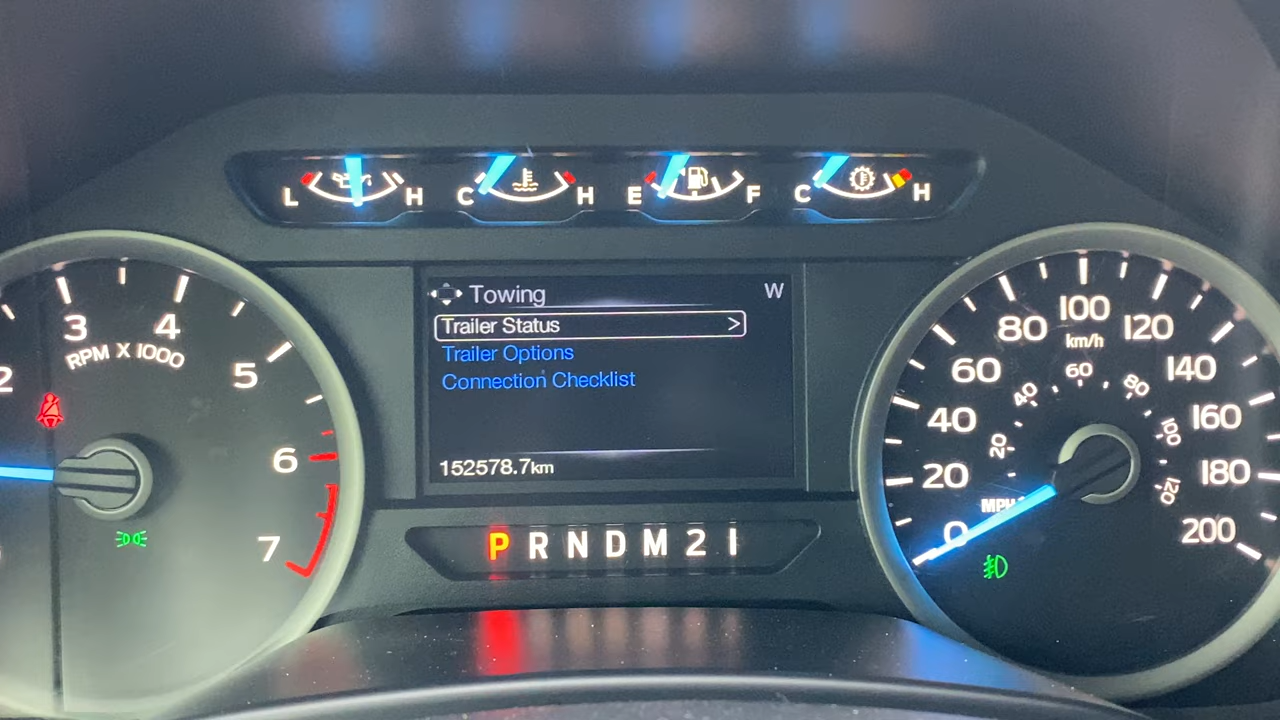 L H C H E F C H
Towing W
Trailer Status >
Trailer Options
Connection Checklist
152578.7km
P R N D M 2 1
2 3 4 5 6 7
RPM X 1000
0 20 40 60 80 100 120 140 160 180 200
km/h
20 40 60 80 100 120
MPH